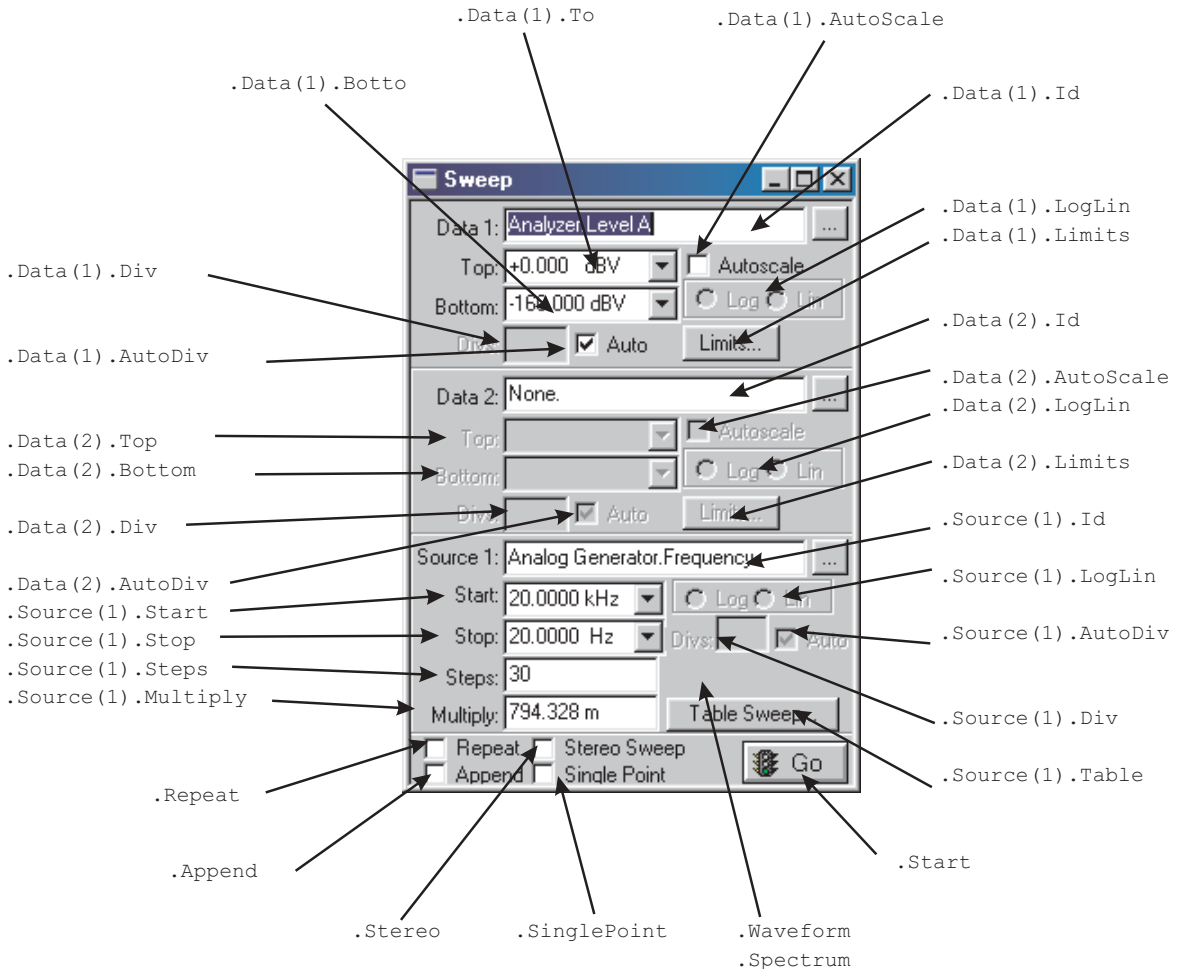 .Data(1).To
.Data(1).AutoScale
.Data(1).Botto
.Data(1).Id
Sweep
Data 1: Analyzer.Level A ...
.Data(1).LogLin
.Data(1).Limits
Top: +0.000 dBV Autoscale
.Data(1).Div
Bottom: -160.000 dBV Log Lin
.Data(2).Id
Divs: Auto Limits...
.Data(1).AutoDiv
.Data(2).AutoScale
Data 2: None. ...
.Data(2).LogLin
Top: Autoscale
.Data(2).Top
.Data(2).Bottom
Bottom: Log Lin
.Data(2).Limits
Divs: Auto Limits...
.Data(2).Div
.Source(1).Id
Source 1: Analog Generator.Frequency ...
.Data(2).AutoDiv
.Source(1).LogLin
Start: 20.0000 kHz Log Lin
.Source(1).Start
.Source(1).Stop
Stop: 20.0000 Hz Divs: Auto
.Source(1).AutoDiv
.Source(1).Steps
Steps: 30
.Source(1).Multiply
Multiply: 794.328 m Table Sweep...
.Source(1).Div
Repeat Stereo Sweep
Append Single Point
Go
.Source(1).Table
.Repeat
.Append
.Start
.Stereo
.SinglePoint
.Waveform
.Spectrum